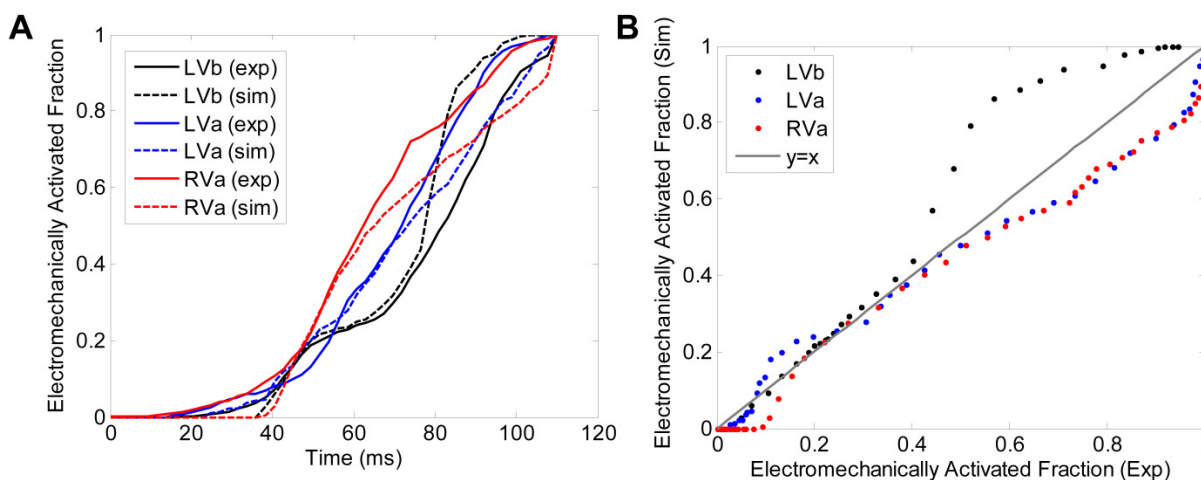 A
Electromechanically Activated Fraction
1
0.8
0.6
0.4
0.2
0
0
20
40
60
80
100
120
Time (ms)
LVb (exp)
LVb (sim)
LVa (exp)
LVa (sim)
RVa (exp)
RVa (sim)
B
Electromechanically Activated Fraction (Sim)
1
0.8
0.6
0.4
0.2
0
0
0.2
0.4
0.6
0.8
Electromechanically Activated Fraction (Exp)
LVb
LVa
RVa
y=x